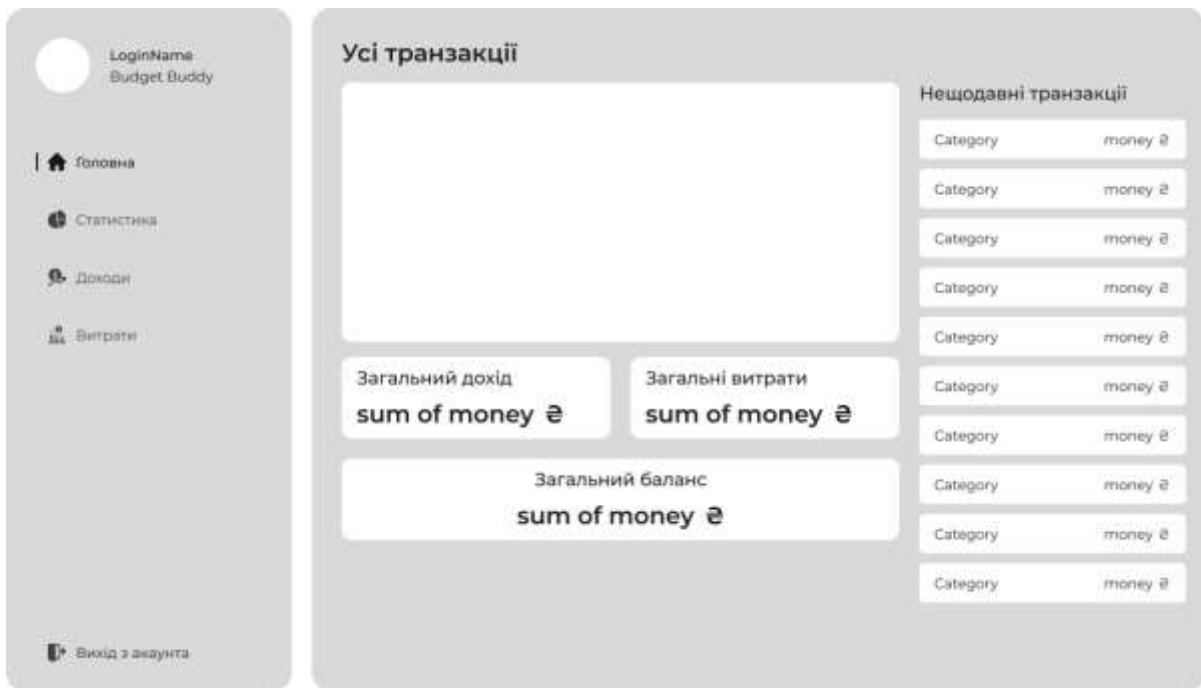 LoginName
Budget Buddy
Головна
Статистика
Доходи
Витрати
Вихід з акаунта
Усі транзакції
Загальний дохід
sum of money ₴
Загальні витрати
sum of money ₴
Загальний баланс
sum of money ₴
Нещодавні транзакції
Category money ₴
Category money ₴
Category money ₴
Category money ₴
Category money ₴
Category money ₴
Category money ₴
Category money ₴
Category money ₴
Category money ₴